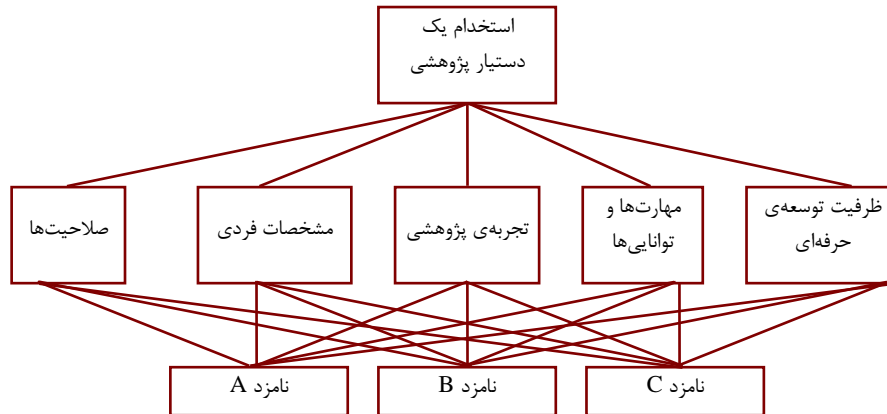 استخدام یک
دستیار پژوهشی
ظرفیت توسعه‌ی
حرفه‌ای
مهارت‌ها و
توانایی‌ها
تجربه‌ی پژوهشی
مشخصات فردی
صلاحیت‌ها
نامزد C
نامزد B
نامزد A